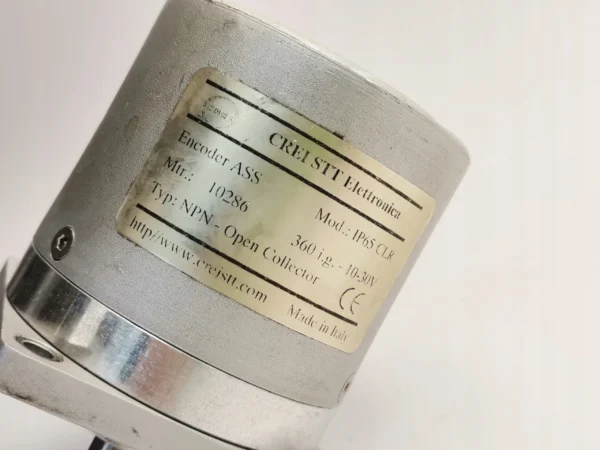 CREI STT Elettronica
Encoder ASS Mod.: IP65 CLR
Mtr.: 10286 360 i.g. - 10-30V
Typ: NPN - Open Collector CE
http//www.creistt.com Made in Italy